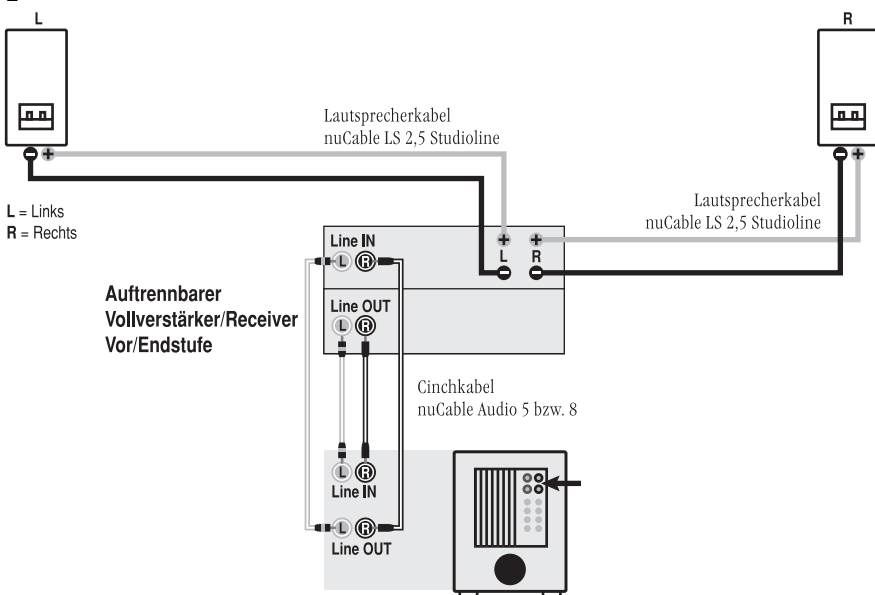 L
R
Lautsprecherkabel
nuCable LS 2,5 Studioline
L = Links
R = Rechts
Lautsprecherkabel
nuCable LS 2,5 Studioline
Line IN
L R
L R
Auftrennbarer
Vollverstärker/Receiver
Vor/Endstufe
Line OUT
L R
Cinchkabel
nuCable Audio 5 bzw. 8
L R
Line IN
L R
Line OUT